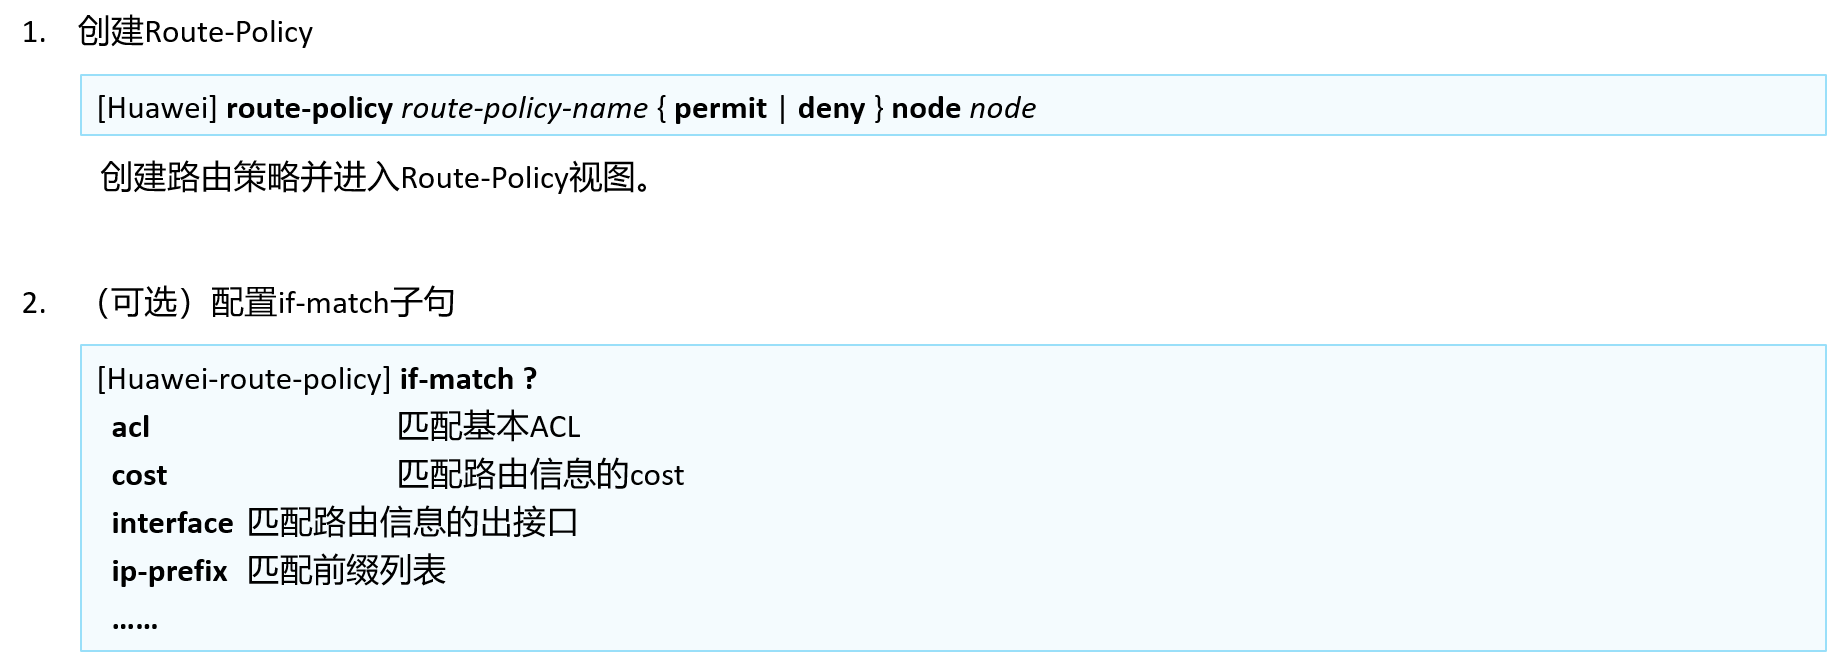 1. 创建Route-Policy
[Huawei] route-policy route-policy-name { permit | deny } node node
创建路由策略并进入Route-Policy视图。
2. （可选）配置if-match子句
[Huawei-route-policy] if-match ?
acl 匹配基本ACL
cost 匹配路由信息的cost
interface 匹配路由信息的出接口
ip-prefix 匹配前缀列表
……